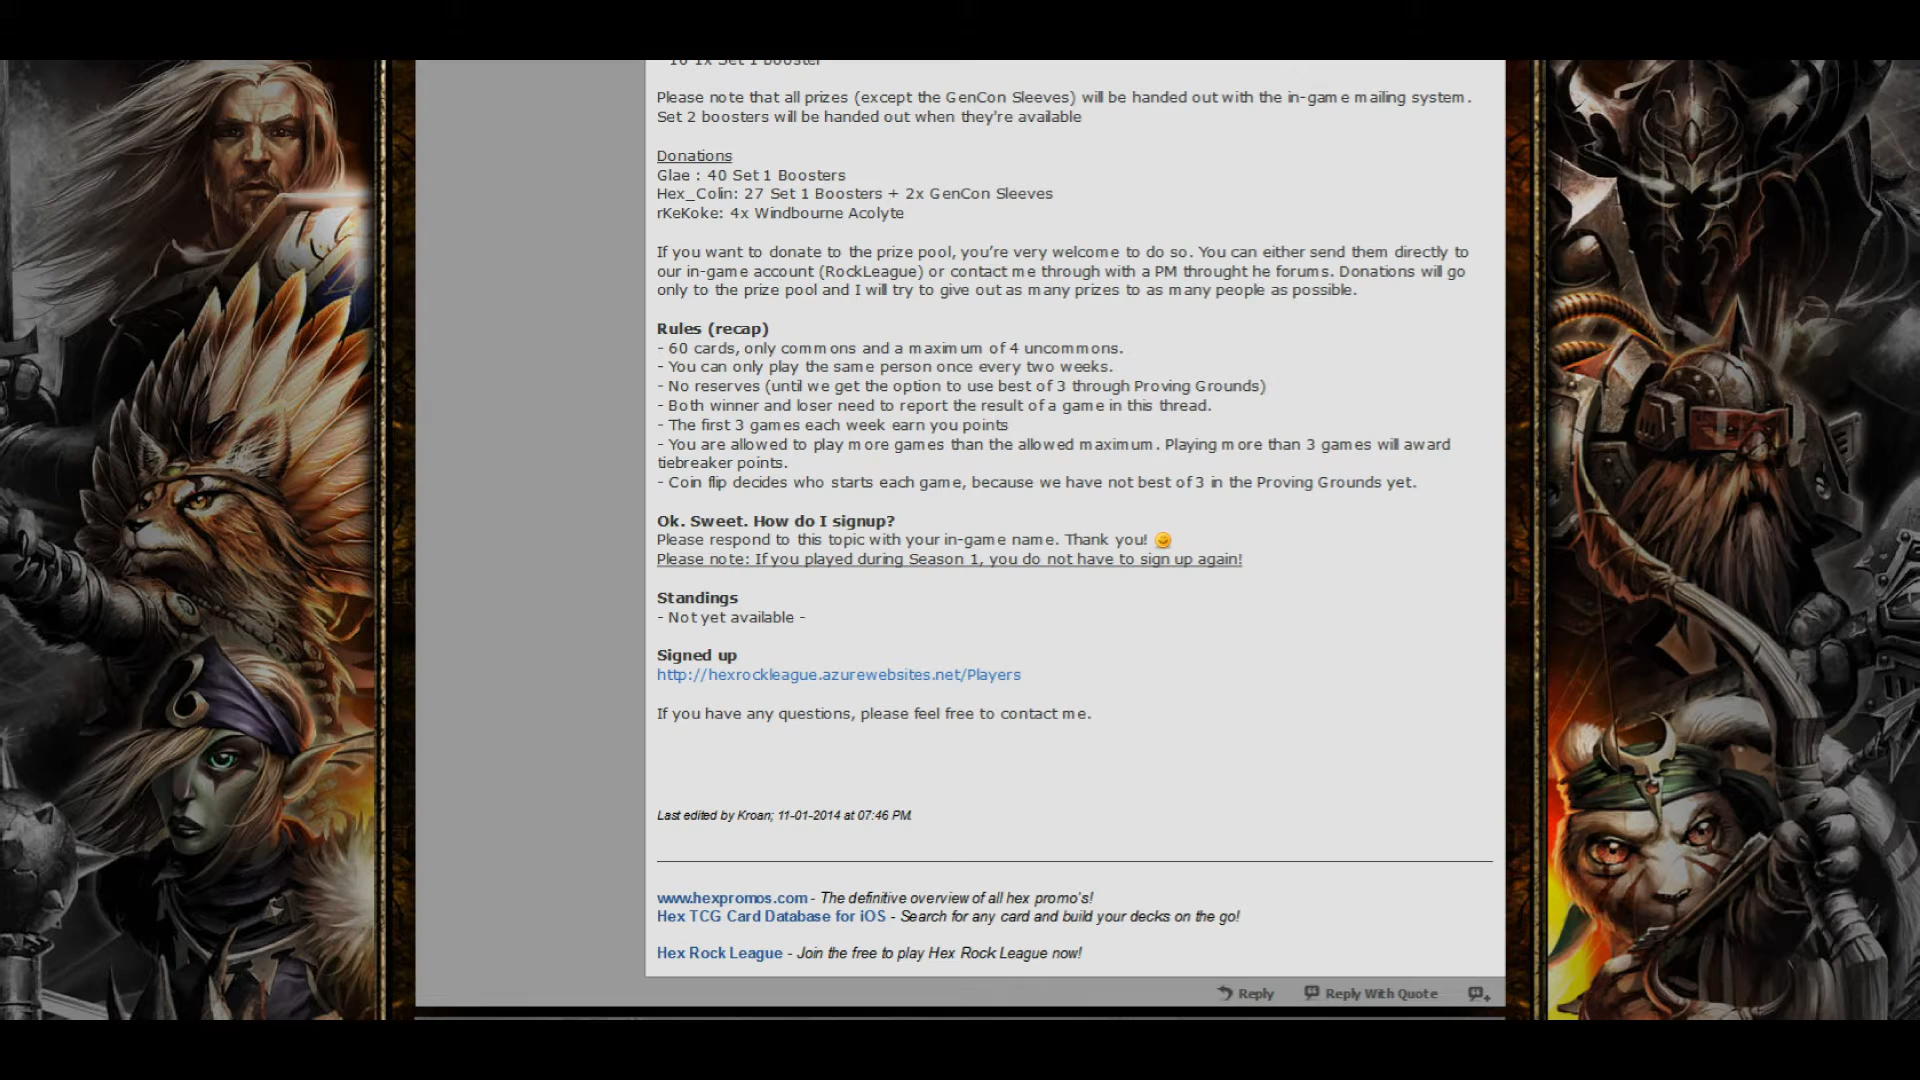 10 1x Set 1 booster
Please note that all prizes (except the GenCon Sleeves) will be handed out with the in-game mailing system.
Set 2 boosters will be handed out when they're available
Donations
Glae : 40 Set 1 Boosters
Hex_Colin: 27 Set 1 Boosters + 2x GenCon Sleeves
rKeKoke: 4x Windbourne Acolyte
If you want to donate to the prize pool, you're very welcome to do so. You can either send them directly to
our in-game account (RockLeague) or contact me through with a PM throught he forums. Donations will go
only to the prize pool and I will try to give out as many prizes to as many people as possible.
Rules (recap)
- 60 cards, only commons and a maximum of 4 uncommons.
- You can only play the same person once every two weeks.
- No reserves (until we get the option to use best of 3 through Proving Grounds)
- Both winner and loser need to report the result of a game in this thread.
- The first 3 games each week earn you points
- You are allowed to play more games than the allowed maximum. Playing more than 3 games will award
tiebreaker points.
- Coin flip decides who starts each game, because we have not best of 3 in the Proving Grounds yet.
Ok. Sweet. How do I signup?
Please respond to this topic with your in-game name. Thank you!
Please note: If you played during Season 1, you do not have to sign up again!
Standings
- Not yet available -
Signed up
http://hexrockleague.azurewebsites.net/Players
If you have any questions, please feel free to contact me.
Last edited by Kroan; 11-01-2014 at 07:46 PM.
www.hexpromos.com - The definitive overview of all hex promo's!
Hex TCG Card Database for iOS - Search for any card and build your decks on the go!
Hex Rock League - Join the free to play Hex Rock League now!
Reply Reply With Quote